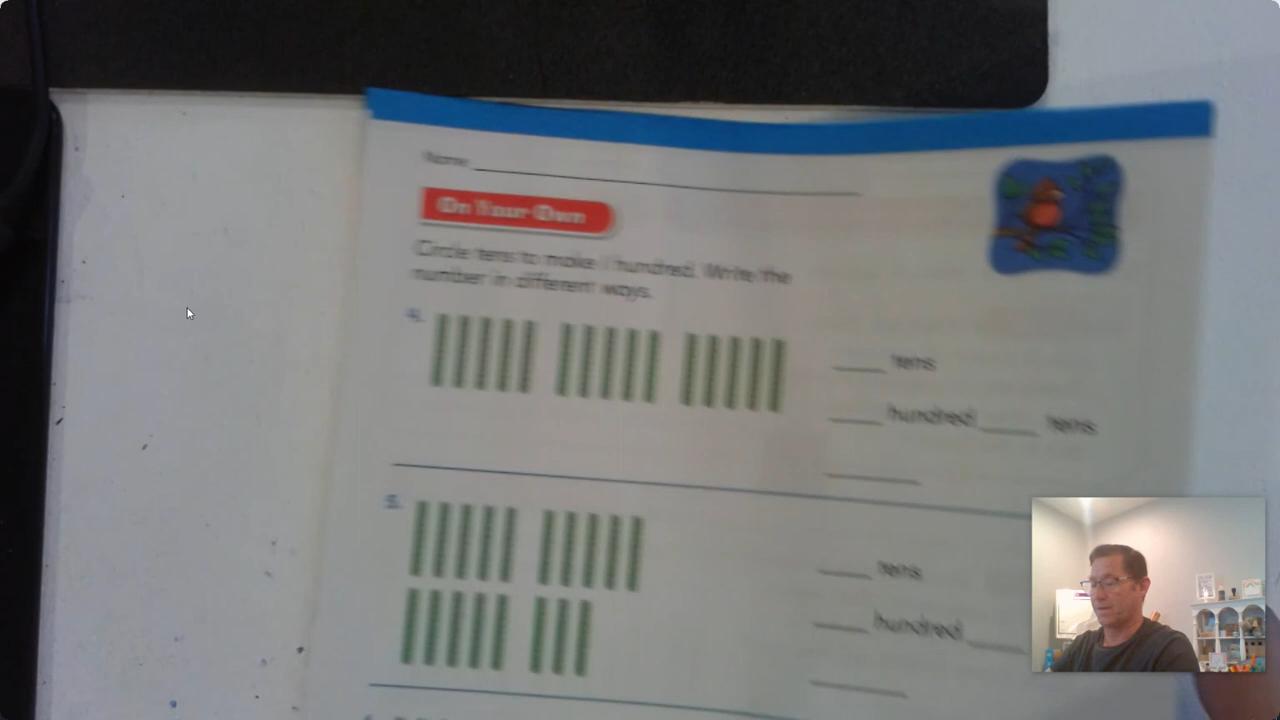 Name
On Your Own
Circle tens to make 1 hundred. Write the
number in different ways.
4.
tens
hundred tens
5.
tens
hundred